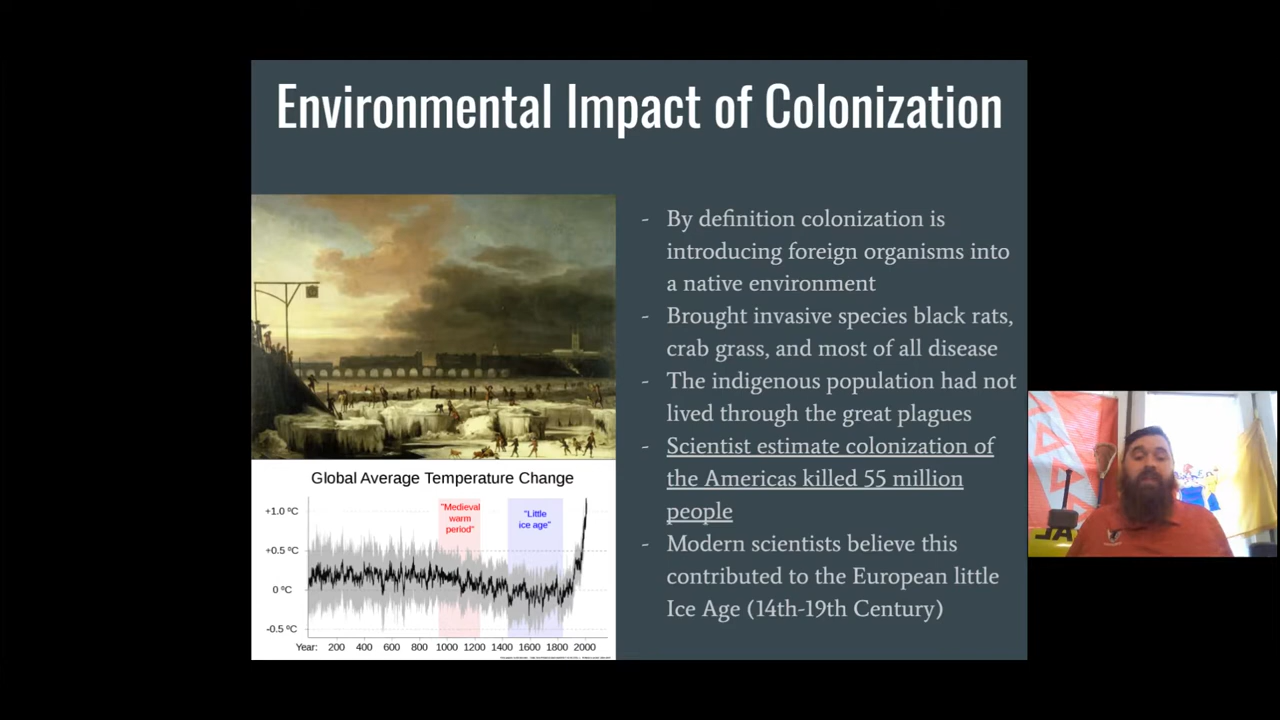 Environmental Impact of Colonization
- By definition colonization is
introducing foreign organisms into
a native environment
- Brought invasive species black rats,
crab grass, and most of all disease
- The indigenous population had not
lived through the great plagues
- Scientist estimate colonization of
the Americas killed 55 million
people
- Modern scientists believe this
contributed to the European little
Ice Age (14th-19th Century)
Global Average Temperature Change
"Medieval
warm
period"
"Little
ice age"
+1.0 ºC
+0.5 ºC
0 ºC
-0.5 ºC
Year: 200 400 600 800 1000 1200 1400 1600 1800 2000